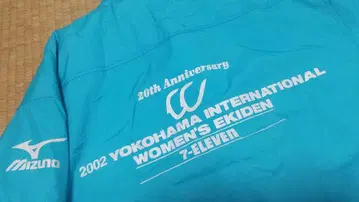 20th Anniversary
2002 YOKOHAMA INTERNATIONAL
WOMEN'S EKIDEN
7-ELEVEN
MIZUNO